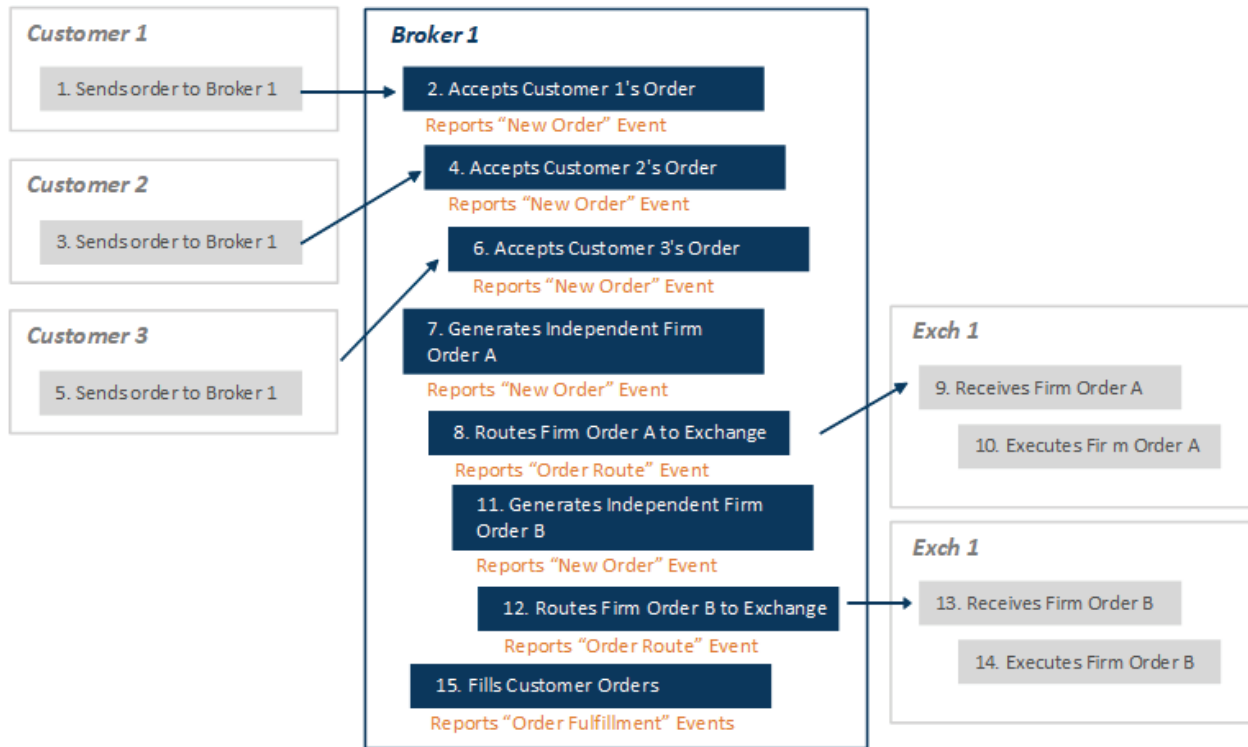 Customer 1
1. Sends order to Broker 1
Customer 2
3. Sends order to Broker 1
Customer 3
5. Sends order to Broker 1
Broker 1
2. Accepts Customer 1's Order
Reports “New Order” Event
4. Accepts Customer 2's Order
Reports “New Order” Event
6. Accepts Customer 3's Order
Reports “New Order” Event
7. Generates Independent Firm
Order A
Reports “New Order” Event
8. Routes Firm Order A to Exchange
Reports “Order Route” Event
11. Generates Independent Firm
Order B
Reports “New Order” Event
12. Routes Firm Order B to Exchange
Reports “Order Route” Event
15. Fills Customer Orders
Reports “Order Fulfillment” Events
Exch 1
9. Receives Firm Order A
10. Executes Fir m Order A
Exch 1
13. Receives Firm Order B
14. Executes Firm Order B